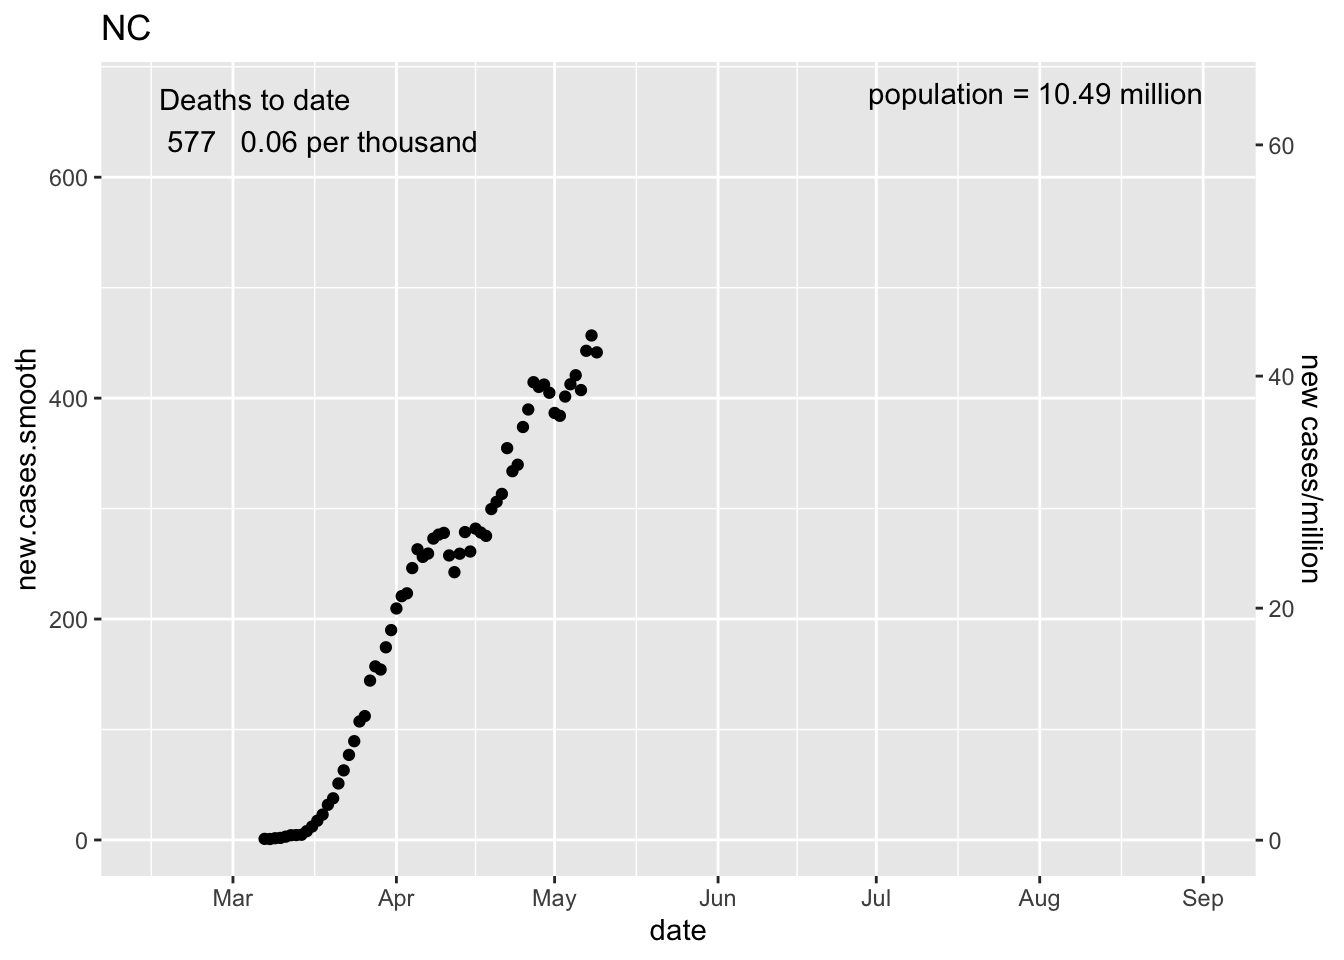 NC
Deaths to date
577 0.06 per thousand
population = 10.49 million
600
400
200
0
new.cases.smooth
60
40
20
0
new cases/million
Mar Apr May Jun Jul Aug Sep
date